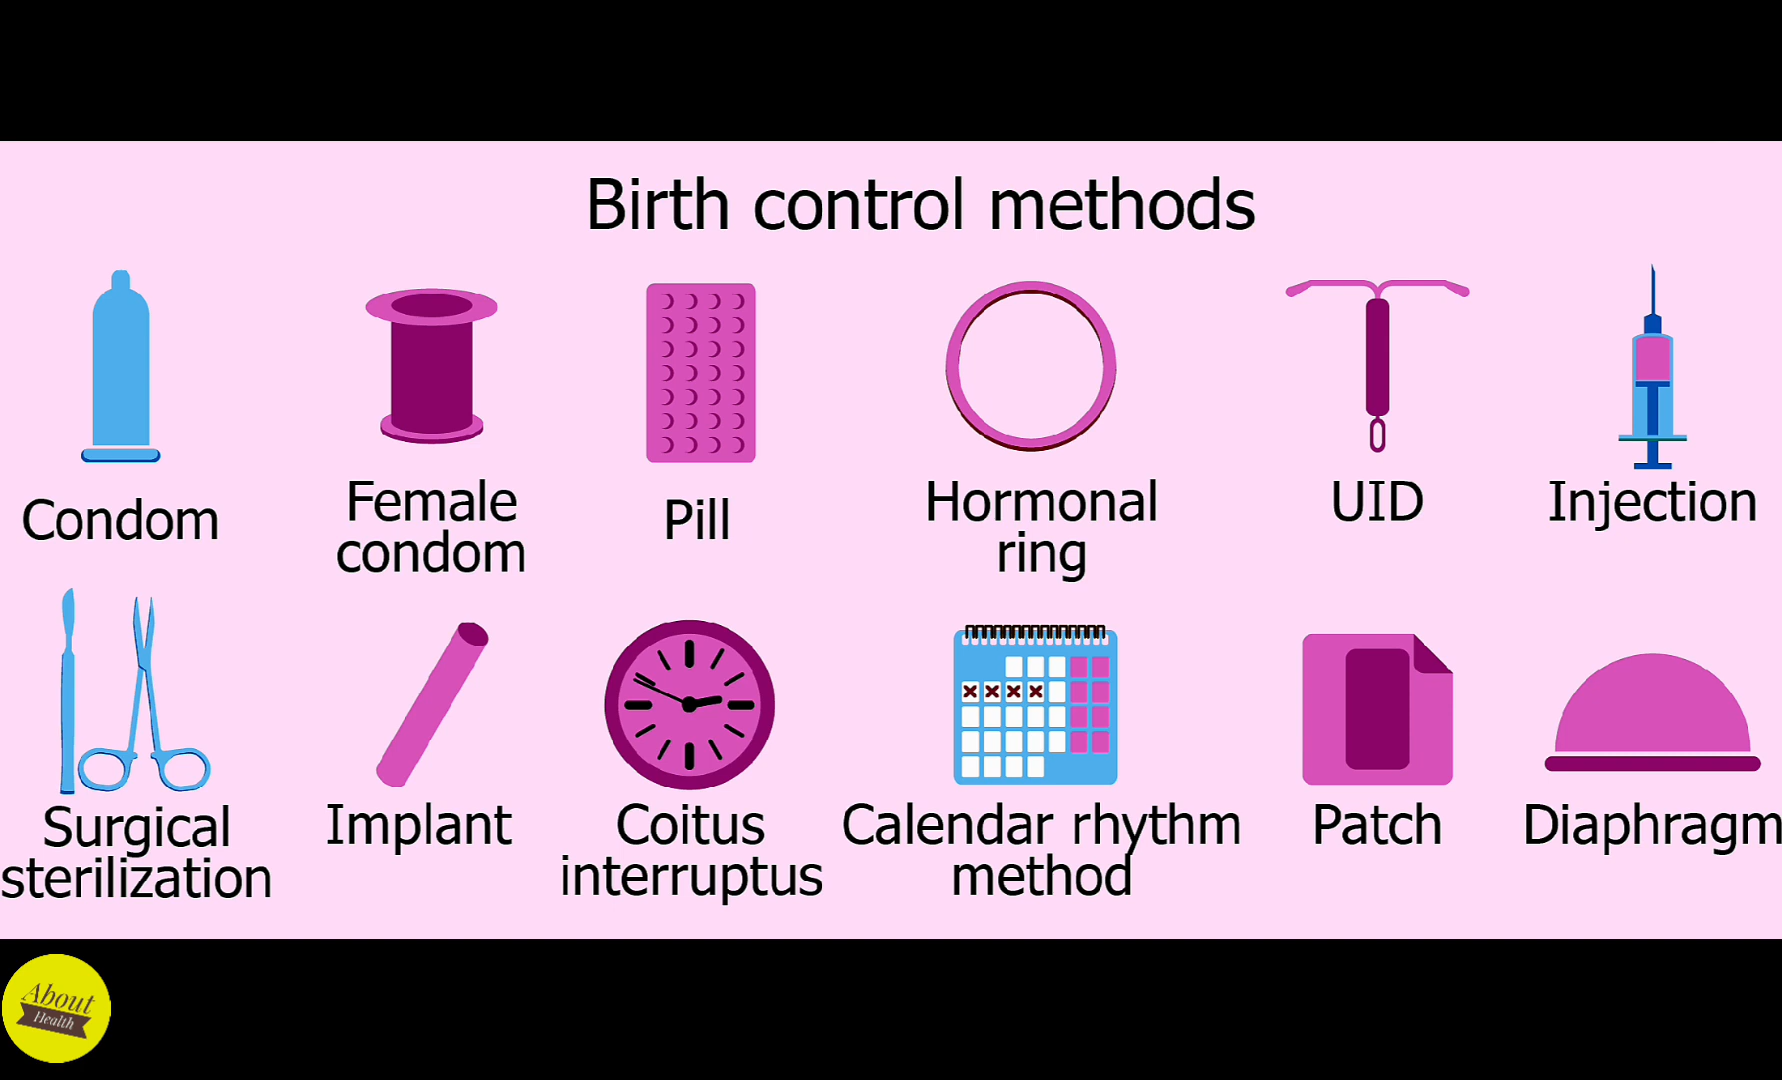 Birth control methods
Condom
Female
condom
Pill
Hormonal
ring
UID
Injection
Surgical
sterilization
Implant
Coitus
interruptus
Calendar rhythm
method
Patch
Diaphragm
About
Health